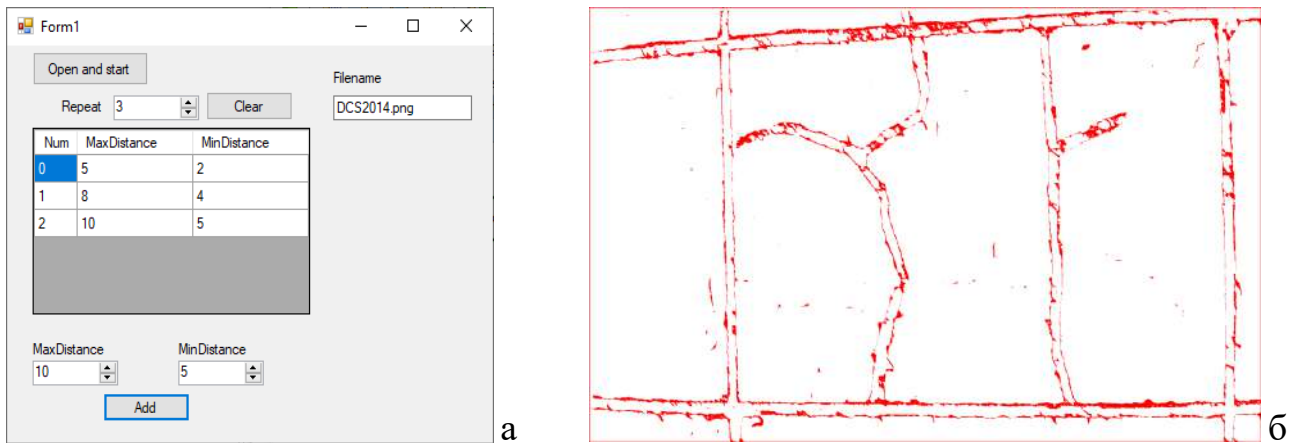 Form1
Open and start
Filename
Repeat 3 Clear
DCS2014.png
Num MaxDistance MinDistance
0 5 2
1 8 4
2 10 5
MaxDistance MinDistance
10 5
Add
а
б